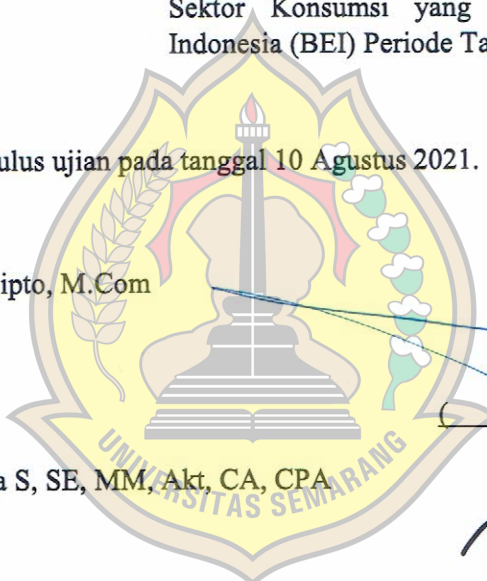 Sektor Konsumsi yang
Indonesia (BEI) Periode Ta
ulus ujian pada tanggal 10 Agustus 2021.
ipto, M.Com
a S, SE, MM, Akt, CA, CPA
UNIVERSITAS SEMARANG